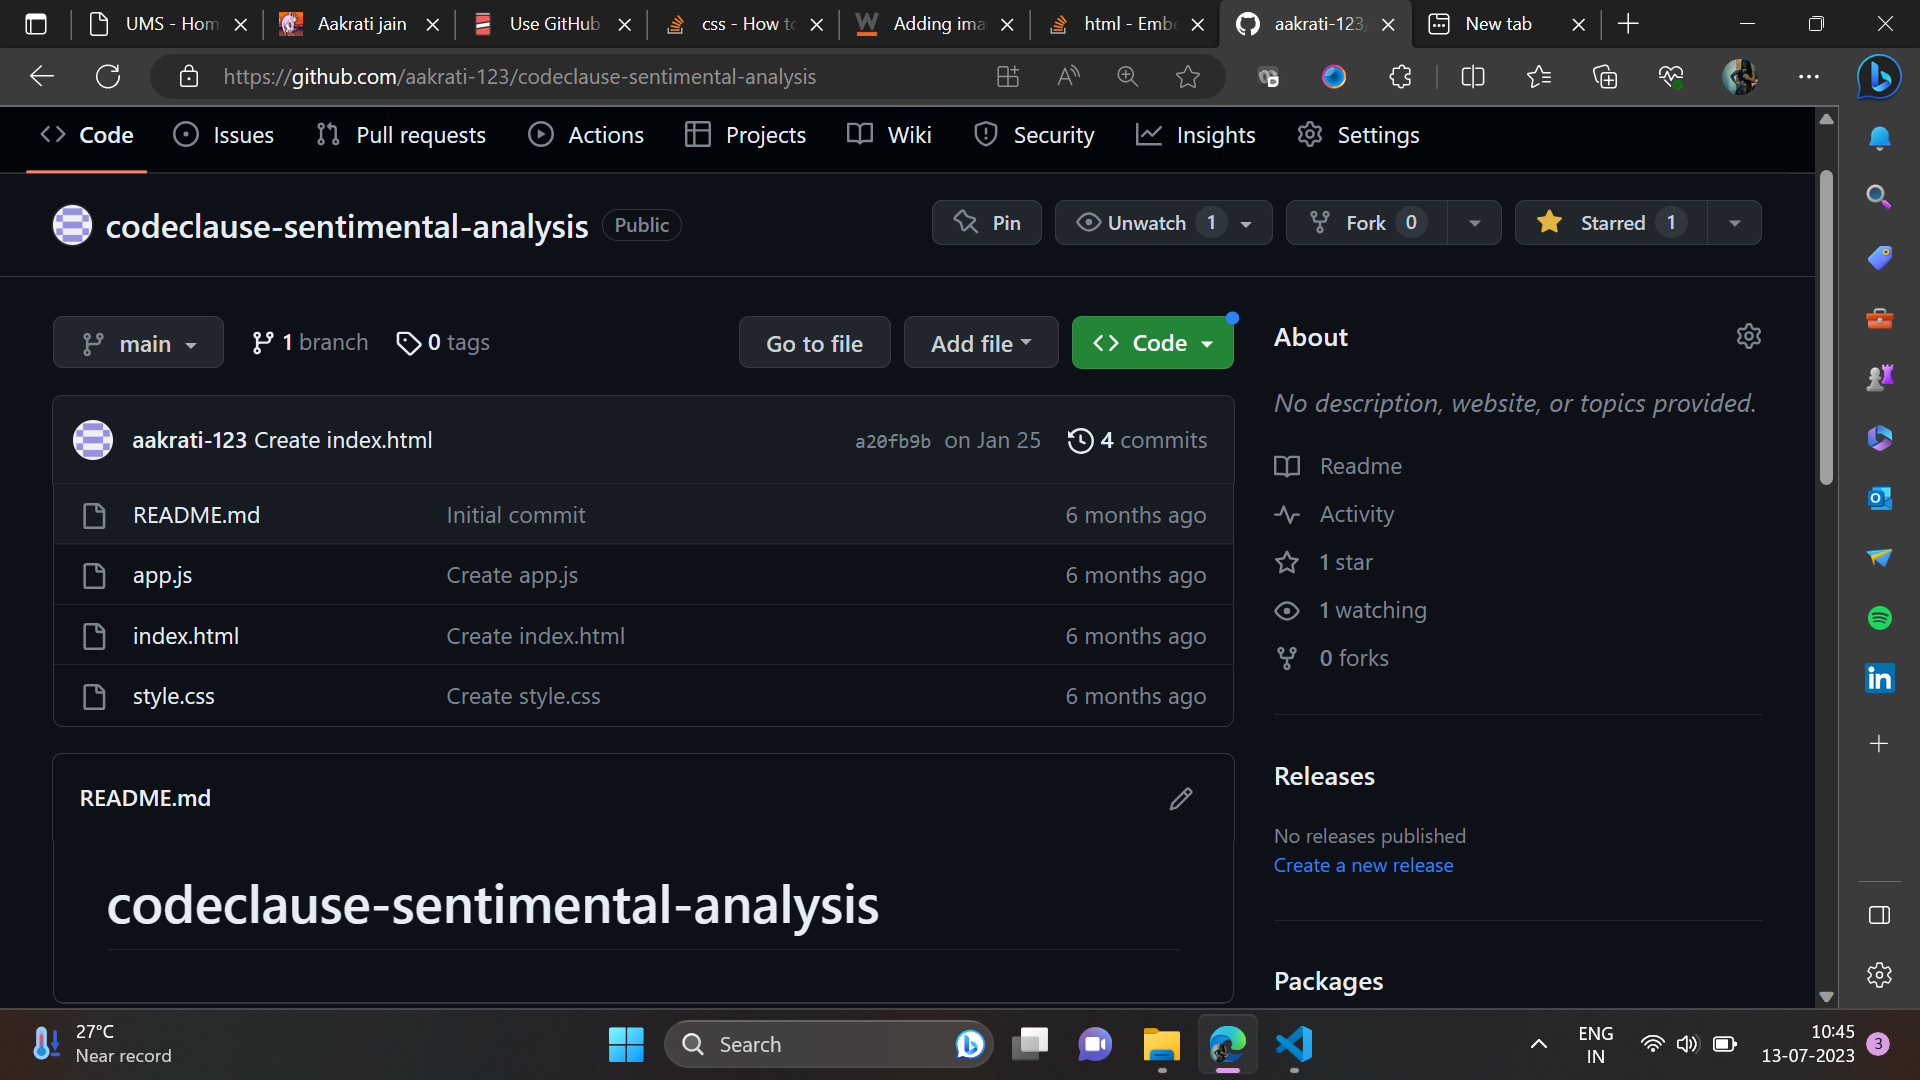 UMS - Hom
Aakrati jain
Use GitHub
css - How to
Adding ima
html - Embe
aakrati-123/
New tab
https://github.com/aakrati-123/codeclause-sentimental-analysis
Code
Issues
Pull requests
Actions
Projects
Wiki
Security
Insights
Settings
codeclause-sentimental-analysis Public
Pin
Unwatch 1
Fork 0
Starred 1
main
1 branch
0 tags
Go to file
Add file
Code
aakrati-123 Create index.html
a20fb9b on Jan 25
4 commits
README.md Initial commit 6 months ago
app.js Create app.js 6 months ago
index.html Create index.html 6 months ago
style.css Create style.css 6 months ago
README.md
codeclause-sentimental-analysis
About
No description, website, or topics provided.
Readme
Activity
1 star
1 watching
0 forks
Releases
No releases published
Create a new release
Packages
27°C
Near record
Search
ENG
IN
10:45
13-07-2023
3